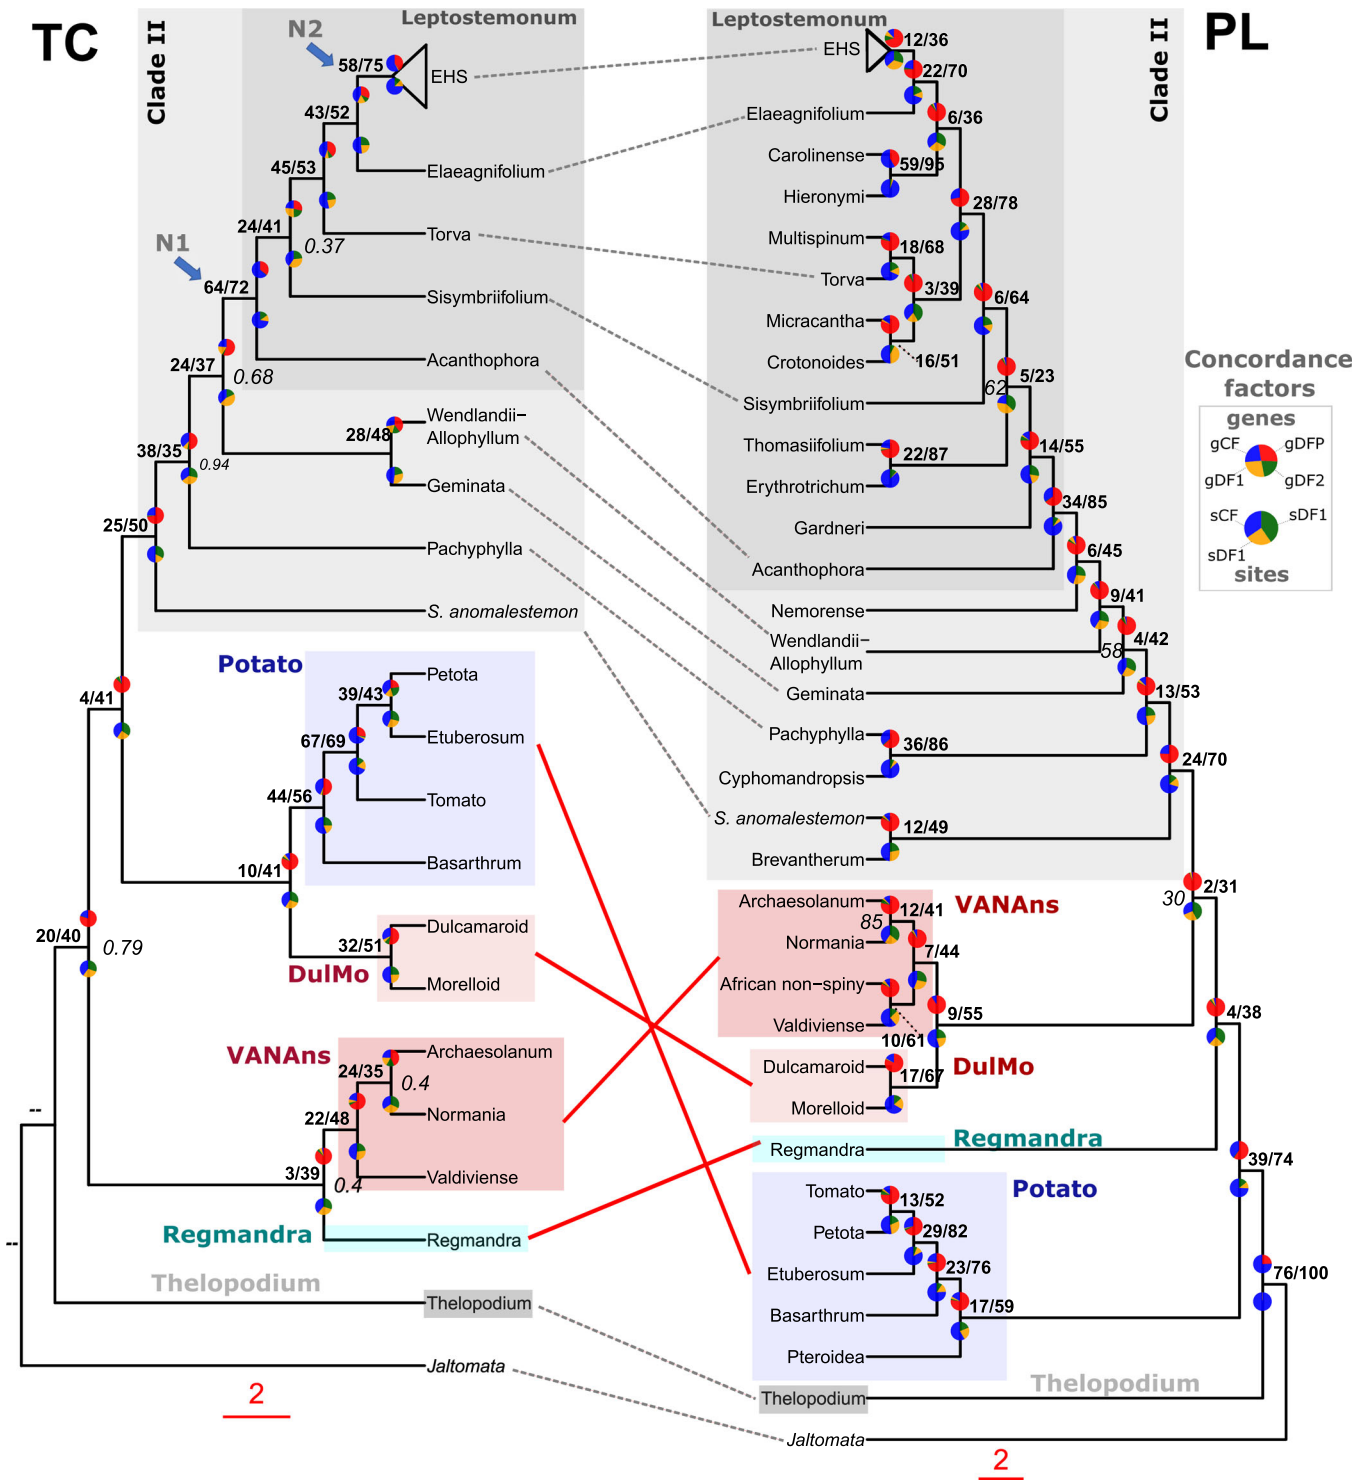 TC
Clade II
Leptostemonum
N2
58/75
EHS
43/52
Elaeagnifolium
45/53
Torva
24/41
0.37
N1
Sisymbriifolium
64/72
Acanthophora
24/37
0.68
Wendlandii–
Allophyllum
28/48
38/35
0.94
Geminata
25/50
Pachyphylla
S. anomalestemon
Potato
Petota
39/43
Etuberosum
67/69
Tomato
44/56
Basarthrum
4/41
10/41
Dulcamaroid
32/51
DulMo
Morelloid
20/40
0.79
VANAns
Archaesolanum
24/35
0.4
Normania
22/48
Valdiviense
3/39
0.4
Regmandra
Regmandra
Thelopodium
Thelopodium
Jaltomata
--
--
2
PL
Clade II
Leptostemonum
EHS
12/36
22/70
Elaeagnifolium
6/36
Carolinense
59/95
Hieronymi
28/78
Multispinum
18/68
Torva
3/39
6/64
Micracantha
Crotonoides
16/51
5/23
62
Sisymbriifolium
Thomasiifolium
22/87
14/55
Erythrotrichum
34/85
Gardneri
Acanthophora
6/45
Nemorense
9/41
Wendlandii–
Allophyllum
58
4/42
Geminata
13/53
Pachyphylla
36/86
24/70
Cyphomandropsis
S. anomalestemon
12/49
Brevantherum
2/31
30
Archaesolanum
12/41
VANAns
85
Normania
7/44
African non–spiny
9/55
4/38
Valdiviense
10/61
Dulcamaroid
17/67
DulMo
Morelloid
Regmandra
Regmandra
39/74
Tomato
13/52
Potato
Petota
29/82
Etuberosum
23/76
76/100
Basarthrum
17/59
Pteroidea
Thelopodium
Thelopodium
Jaltomata
2
Concordance
factors
genes
gCF
gDFP
gDF1
gDF2
sCF
sDF1
sDF1
sites